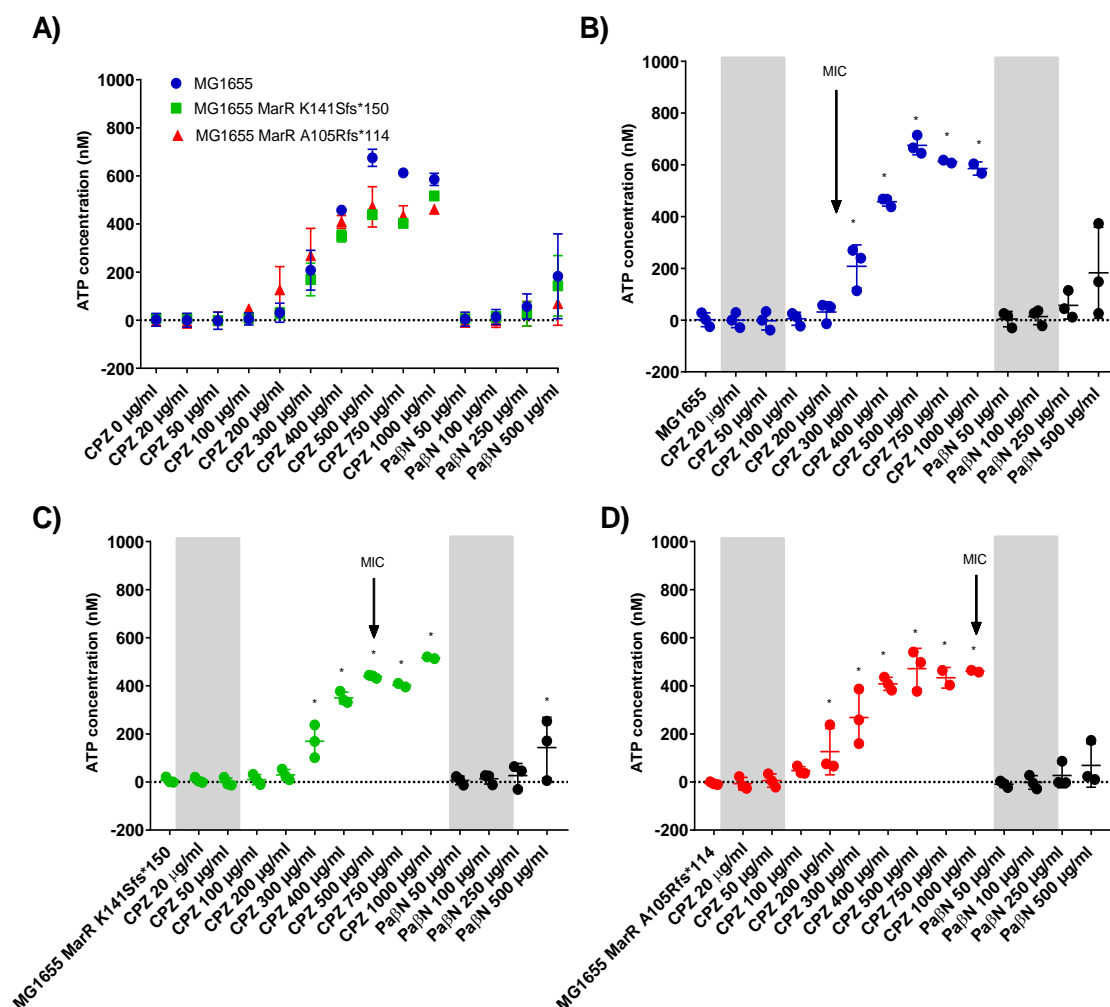 A)
ATP concentration (nM)
1000
800
600
400
200
0
-200
MG1655
MG1655 MarR K141Sfs*150
MG1655 MarR A105Rfs*114
CPZ 0 µg/ml
CPZ 20 µg/ml
CPZ 50 µg/ml
CPZ 100 µg/ml
CPZ 200 µg/ml
CPZ 300 µg/ml
CPZ 400 µg/ml
CPZ 500 µg/ml
CPZ 750 µg/ml
CPZ 1000 µg/ml
PaβN 50 µg/ml
PaβN 100 µg/ml
PaβN 250 µg/ml
PaβN 500 µg/ml
B)
ATP concentration (nM)
1000
800
600
400
200
0
-200
MIC
*
*
*
*
*
MG1655
CPZ 20 µg/ml
CPZ 50 µg/ml
CPZ 100 µg/ml
CPZ 200 µg/ml
CPZ 300 µg/ml
CPZ 400 µg/ml
CPZ 500 µg/ml
CPZ 750 µg/ml
CPZ 1000 µg/ml
PaβN 50 µg/ml
PaβN 100 µg/ml
PaβN 250 µg/ml
PaβN 500 µg/ml
C)
ATP concentration (nM)
1000
800
600
400
200
0
-200
MIC
*
*
*
*
*
*
MG1655 MarR K141Sfs*150
CPZ 20 µg/ml
CPZ 50 µg/ml
CPZ 100 µg/ml
CPZ 200 µg/ml
CPZ 300 µg/ml
CPZ 400 µg/ml
CPZ 500 µg/ml
CPZ 750 µg/ml
CPZ 1000 µg/ml
PaβN 50 µg/ml
PaβN 100 µg/ml
PaβN 250 µg/ml
PaβN 500 µg/ml
D)
ATP concentration (nM)
1000
800
600
400
200
0
-200
MIC
*
*
*
*
*
*
MG1655 MarR A105Rfs*114
CPZ 20 µg/ml
CPZ 50 µg/ml
CPZ 100 µg/ml
CPZ 200 µg/ml
CPZ 300 µg/ml
CPZ 400 µg/ml
CPZ 500 µg/ml
CPZ 750 µg/ml
CPZ 1000 µg/ml
PaβN 50 µg/ml
PaβN 100 µg/ml
PaβN 250 µg/ml
PaβN 500 µg/ml